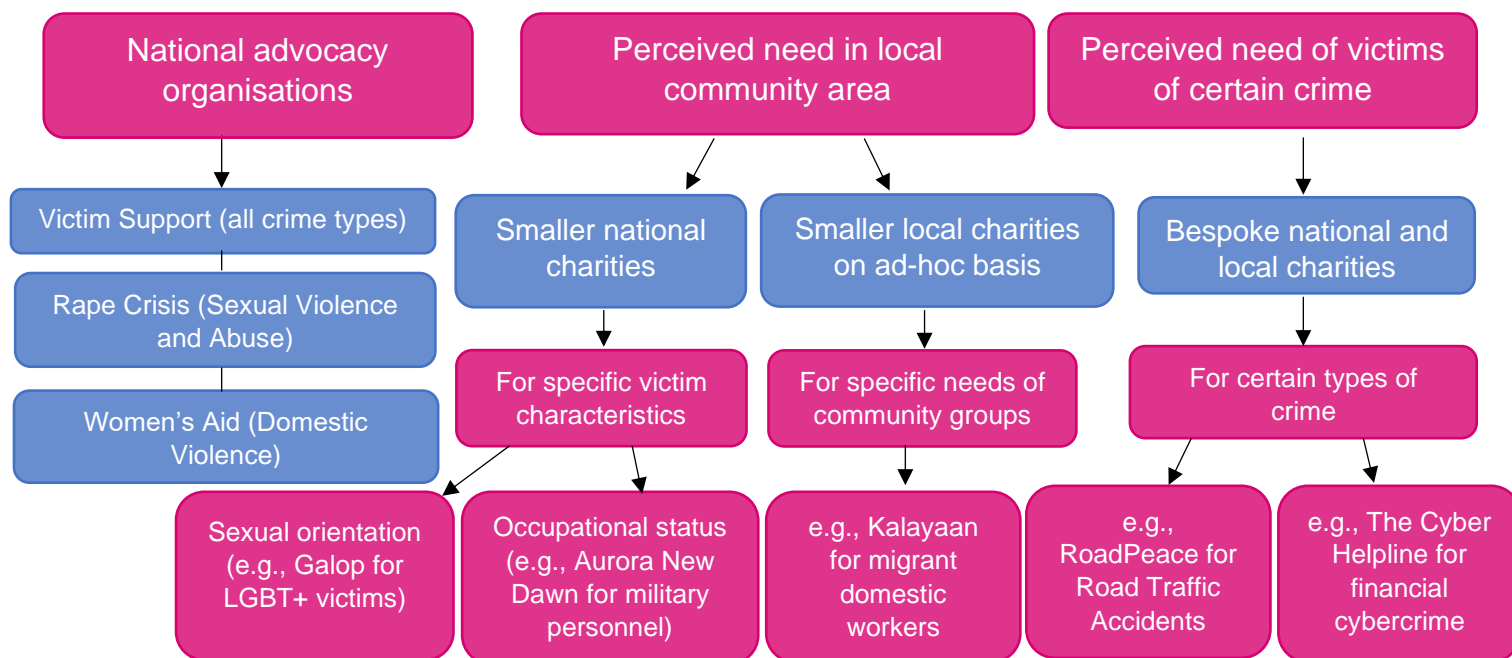 National advocacy
organisations
Perceived need in local
community area
Perceived need of victims
of certain crime
Victim Support (all crime types)
Rape Crisis (Sexual Violence
and Abuse)
Women’s Aid (Domestic
Violence)
Smaller national
charities
Smaller local charities
on ad-hoc basis
Bespoke national and
local charities
For specific victim
characteristics
For specific needs of
community groups
For certain types of
crime
Sexual orientation
(e.g., Galop for
LGBT+ victims)
Occupational status
(e.g., Aurora New
Dawn for military
personnel)
e.g., Kalayaan
for migrant
domestic
workers
e.g.,
RoadPeace for
Road Traffic
Accidents
e.g., The Cyber
Helpline for
financial
cybercrime